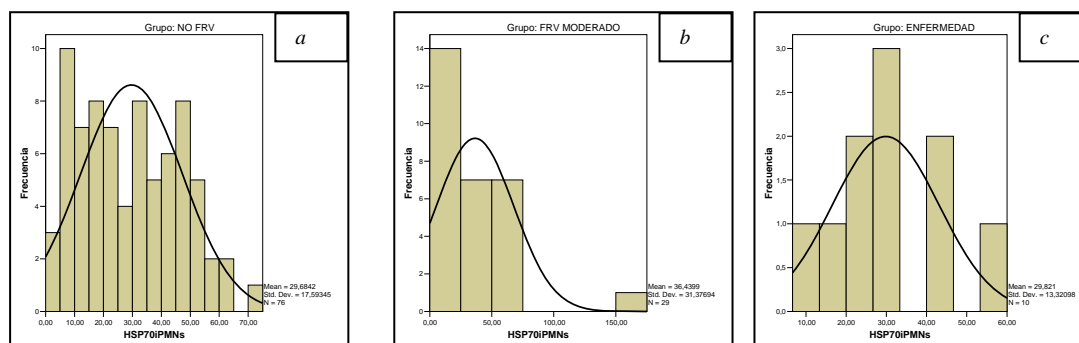 Grupo: NO FRV
a
10
8
6
4
2
0
Frecuencia
0,00 10,00 20,00 30,00 40,00 50,00 60,00 70,00
HSP70iPMNs
Mean = 29,6842
Std. Dev. = 17,59345
N = 76
Grupo: FRV MODERADO
b
14
12
10
8
6
4
2
0
Frecuencia
0,00 50,00 100,00 150,00
HSP70iPMNs
Mean = 36,4399
Std. Dev. = 31,37694
N = 29
Grupo: ENFERMEDAD
c
3,0
2,5
2,0
1,5
1,0
0,5
0,0
Frecuencia
10,00 20,00 30,00 40,00 50,00 60,00
HSP70iPMNs
Mean = 29,821
Std. Dev. = 13,32098
N = 10